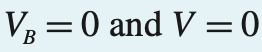 V_B = 0 and V = 0